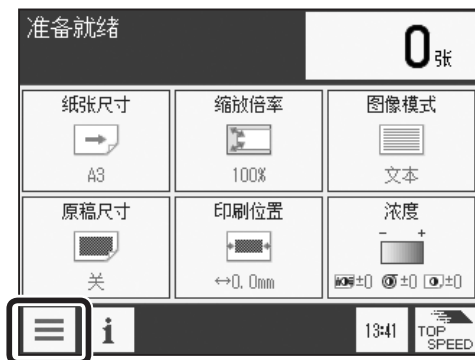 准备就绪
0张
纸张尺寸 缩放倍率 图像模式
A3 100% 文本
原稿尺寸 印刷位置 浓度
- +
关 ↔0.0mm ±0 ±0 ±0
i 13:41 TOP SPEED